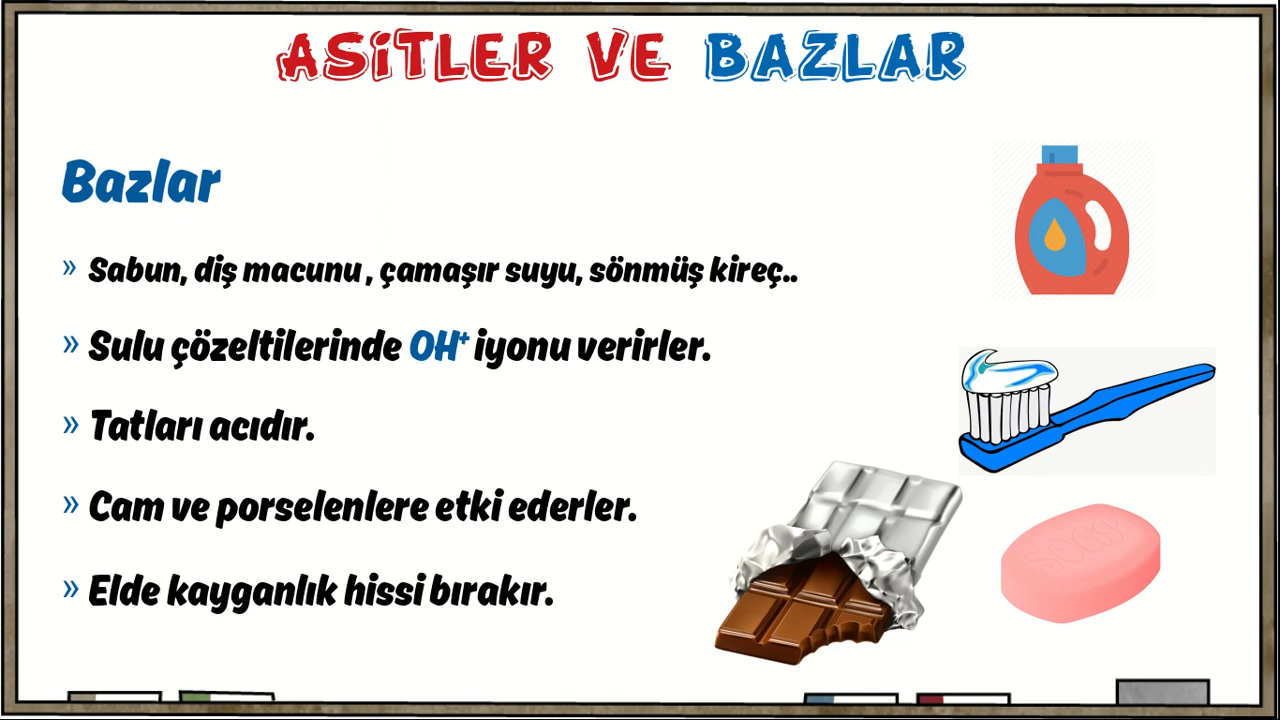 ASİTLER VE BAZLAR
Bazlar
» Sabun, diş macunu , çamaşır suyu, sönmüş kireç..
» Sulu çözeltilerinde OH⁺ iyonu verirler.
» Tatları acıdır.
» Cam ve porselenlere etki ederler.
» Elde kayganlık hissi bırakır.